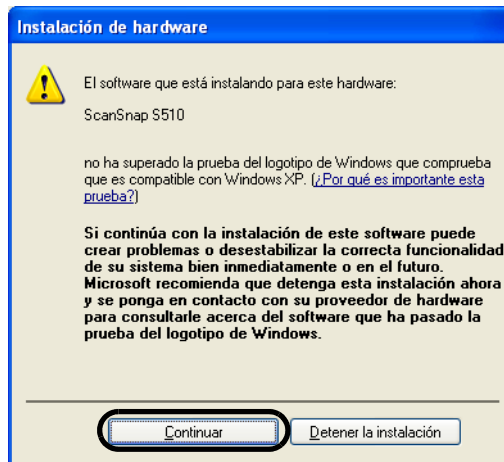 Instalación de hardware
El software que está instalando para este hardware:
ScanSnap S510
no ha superado la prueba del logotipo de Windows que comprueba
que es compatible con Windows XP. (¿Por qué es importante esta
prueba?)
Si continúa con la instalación de este software puede
crear problemas o desestabilizar la correcta funcionalidad
de su sistema bien inmediatamente o en el futuro.
Microsoft recomienda que detenga esta instalación ahora
y se ponga en contacto con su proveedor de hardware
para consultarle acerca del software que ha pasado la
prueba del logotipo de Windows.
Continuar
Detener la instalación